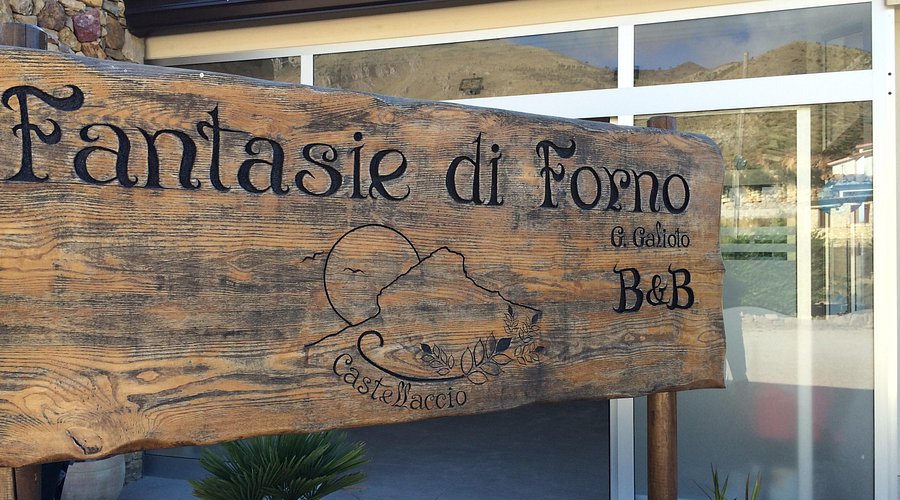 Fantasie di Forno
G. Galioto
B&B
Castellaccio